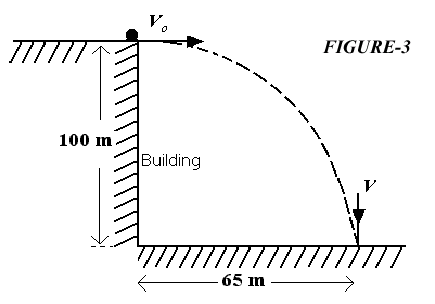 Vo
FIGURE-3
100 m
Building
V
65 m